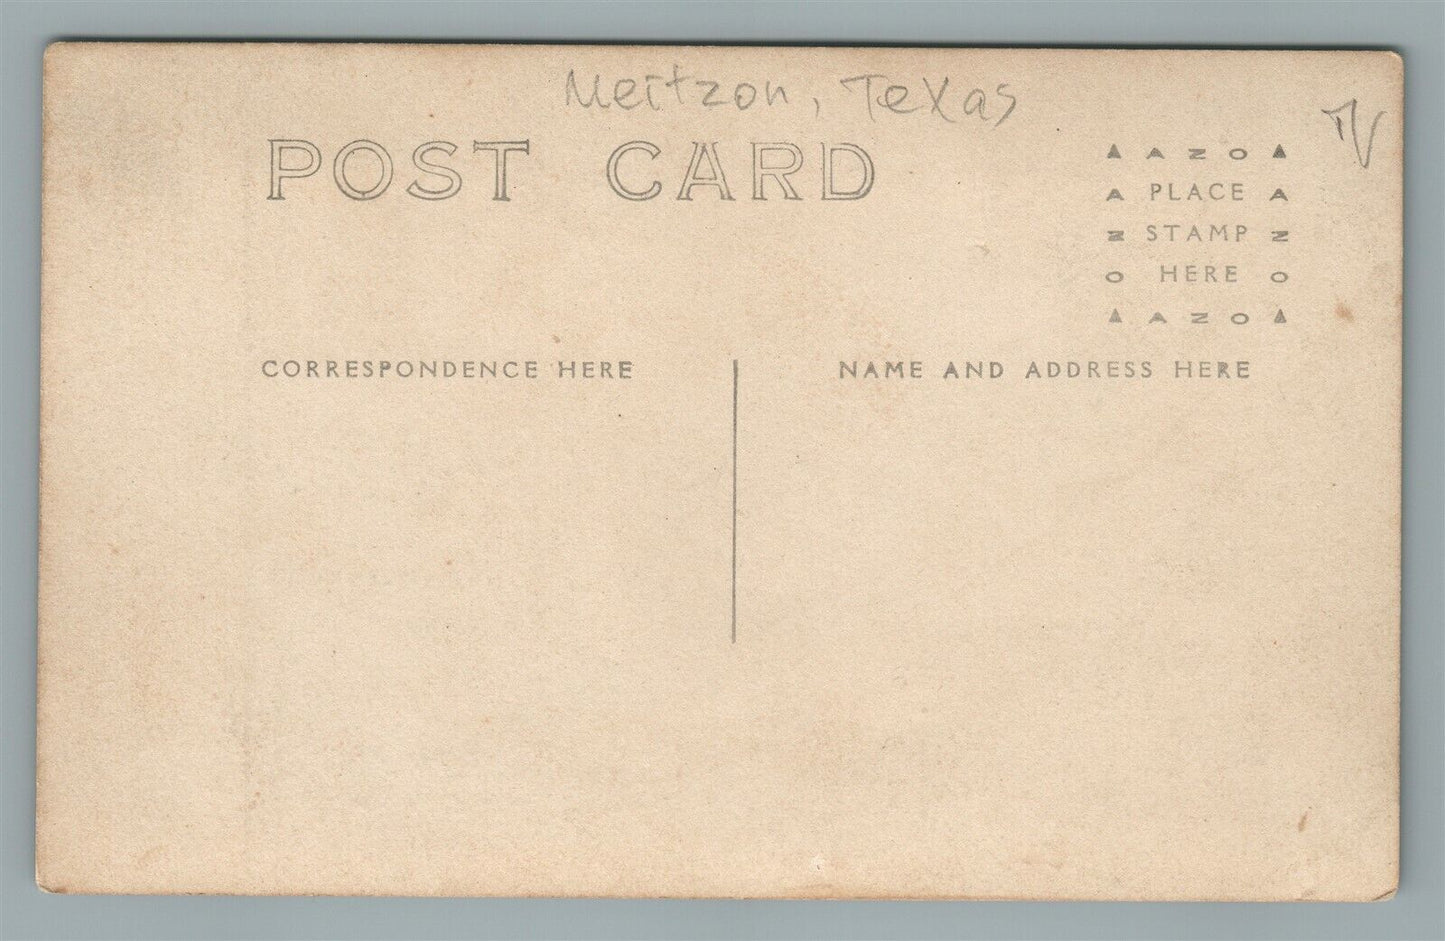 Meitzon, Texas
POST CARD
▲ AZO ▲
A PLACE A
Z STAMP Z
O HERE O
▲ AZO ▲
CORRESPONDENCE HERE
NAME AND ADDRESS HERE